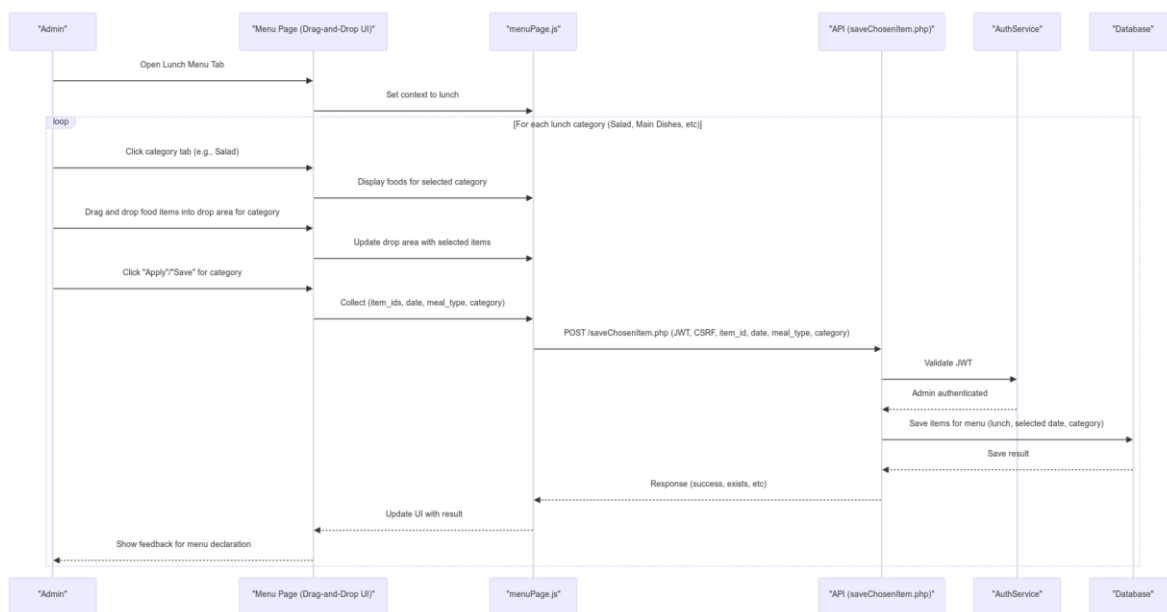 "Admin" "Menu Page (Drag-and-Drop UI)" "menuPage.js" "API (saveChosenItem.php)" "AuthService" "Database"
Open Lunch Menu Tab
Set context to lunch
loop [For each lunch category (Salad, Main Dishes, etc)]
Click category tab (e.g., Salad)
Display foods for selected category
Drag and drop food items into drop area for category
Update drop area with selected items
Click "Apply"/"Save" for category
Collect (item_ids, date, meal_type, category)
POST /saveChosenItem.php (JWT, CSRF, item_id, date, meal_type, category)
Validate JWT
Admin authenticated
Save items for menu (lunch, selected date, category)
Save result
Response (success, exists, etc)
Update UI with result
Show feedback for menu declaration
"Admin" "Menu Page (Drag-and-Drop UI)" "menuPage.js" "API (saveChosenItem.php)" "AuthService" "Database"